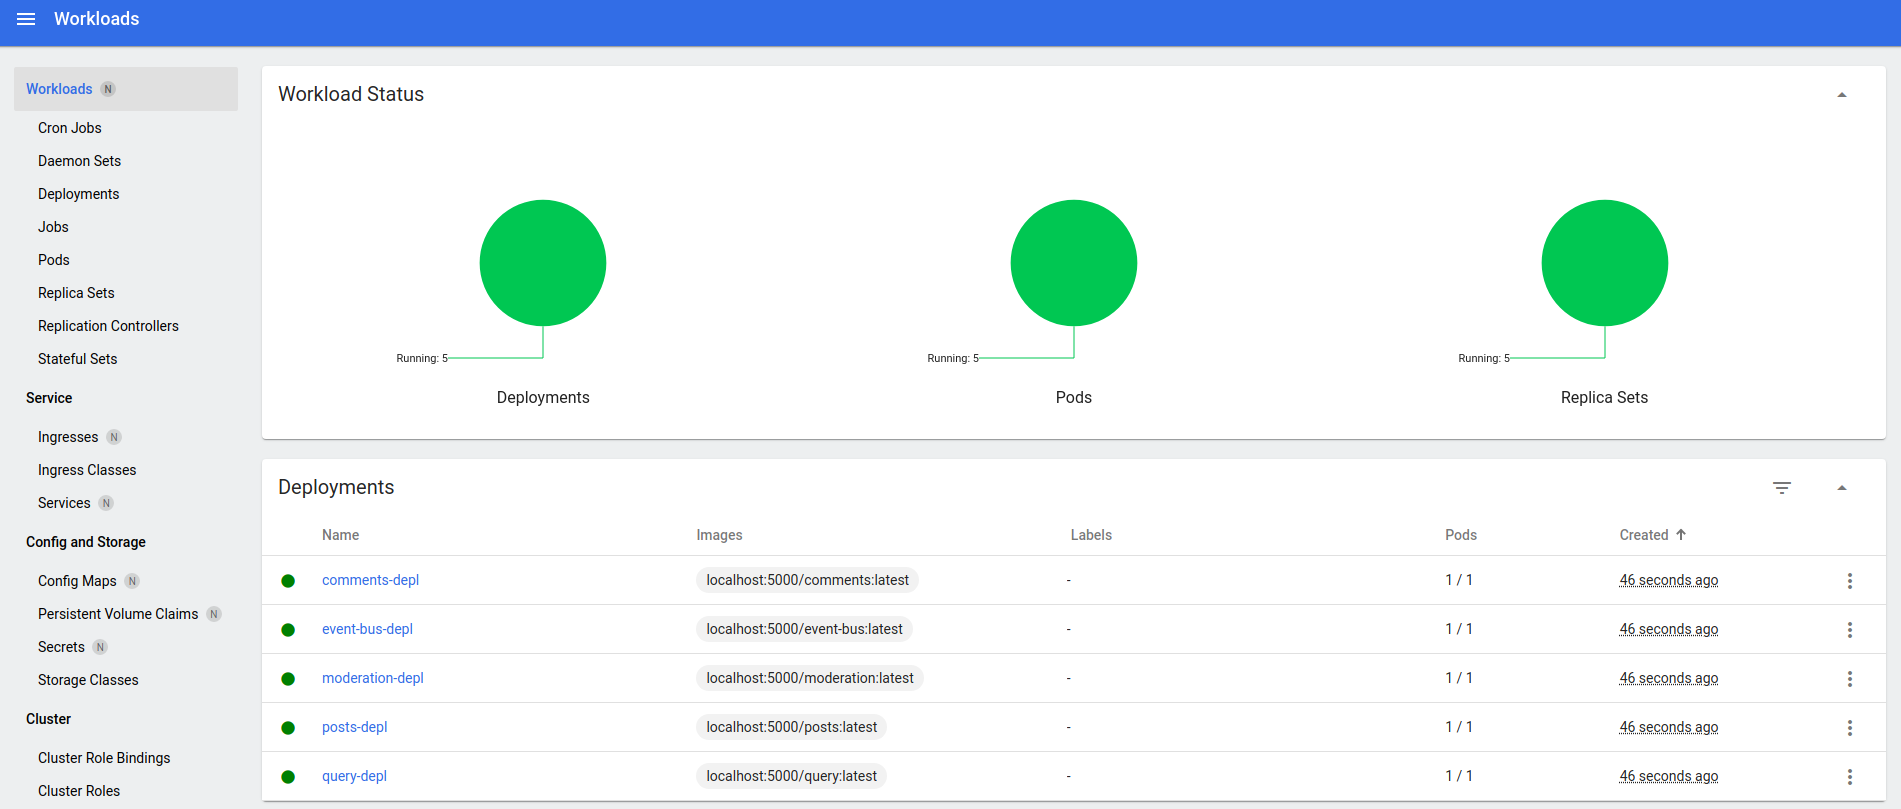 Workloads
Workloads N
Cron Jobs
Daemon Sets
Deployments
Jobs
Pods
Replica Sets
Replication Controllers
Stateful Sets
Service
Ingresses N
Ingress Classes
Services N
Config and Storage
Config Maps N
Persistent Volume Claims N
Secrets N
Storage Classes
Cluster
Cluster Role Bindings
Cluster Roles
Workload Status
Running: 5 Running: 5 Running: 5
Deployments Pods Replica Sets
Deployments
Name Images Labels Pods Created
comments-depl localhost:5000/comments:latest - 1 / 1 46 seconds ago
event-bus-depl localhost:5000/event-bus:latest - 1 / 1 46 seconds ago
moderation-depl localhost:5000/moderation:latest - 1 / 1 46 seconds ago
posts-depl localhost:5000/posts:latest - 1 / 1 46 seconds ago
query-depl localhost:5000/query:latest - 1 / 1 46 seconds ago